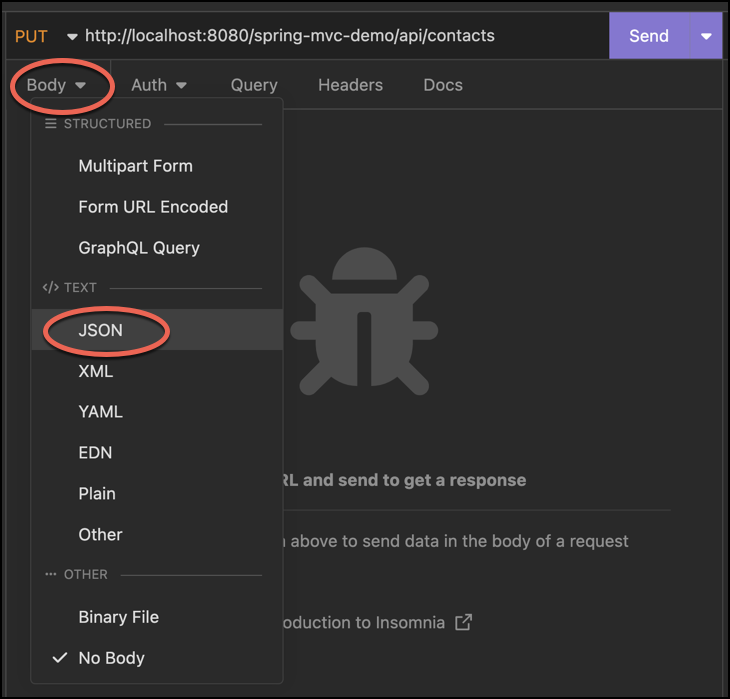 PUT http://localhost:8080/spring-mvc-demo/api/contacts Send
Body Auth Query Headers Docs
STRUCTURED
Multipart Form
Form URL Encoded
GraphQL Query
</> TEXT
JSON
XML
YAML
EDN
Plain
Other
RL and send to get a response
above to send data in the body of a request
··· OTHER
Binary File
oduction to Insomnia
No Body